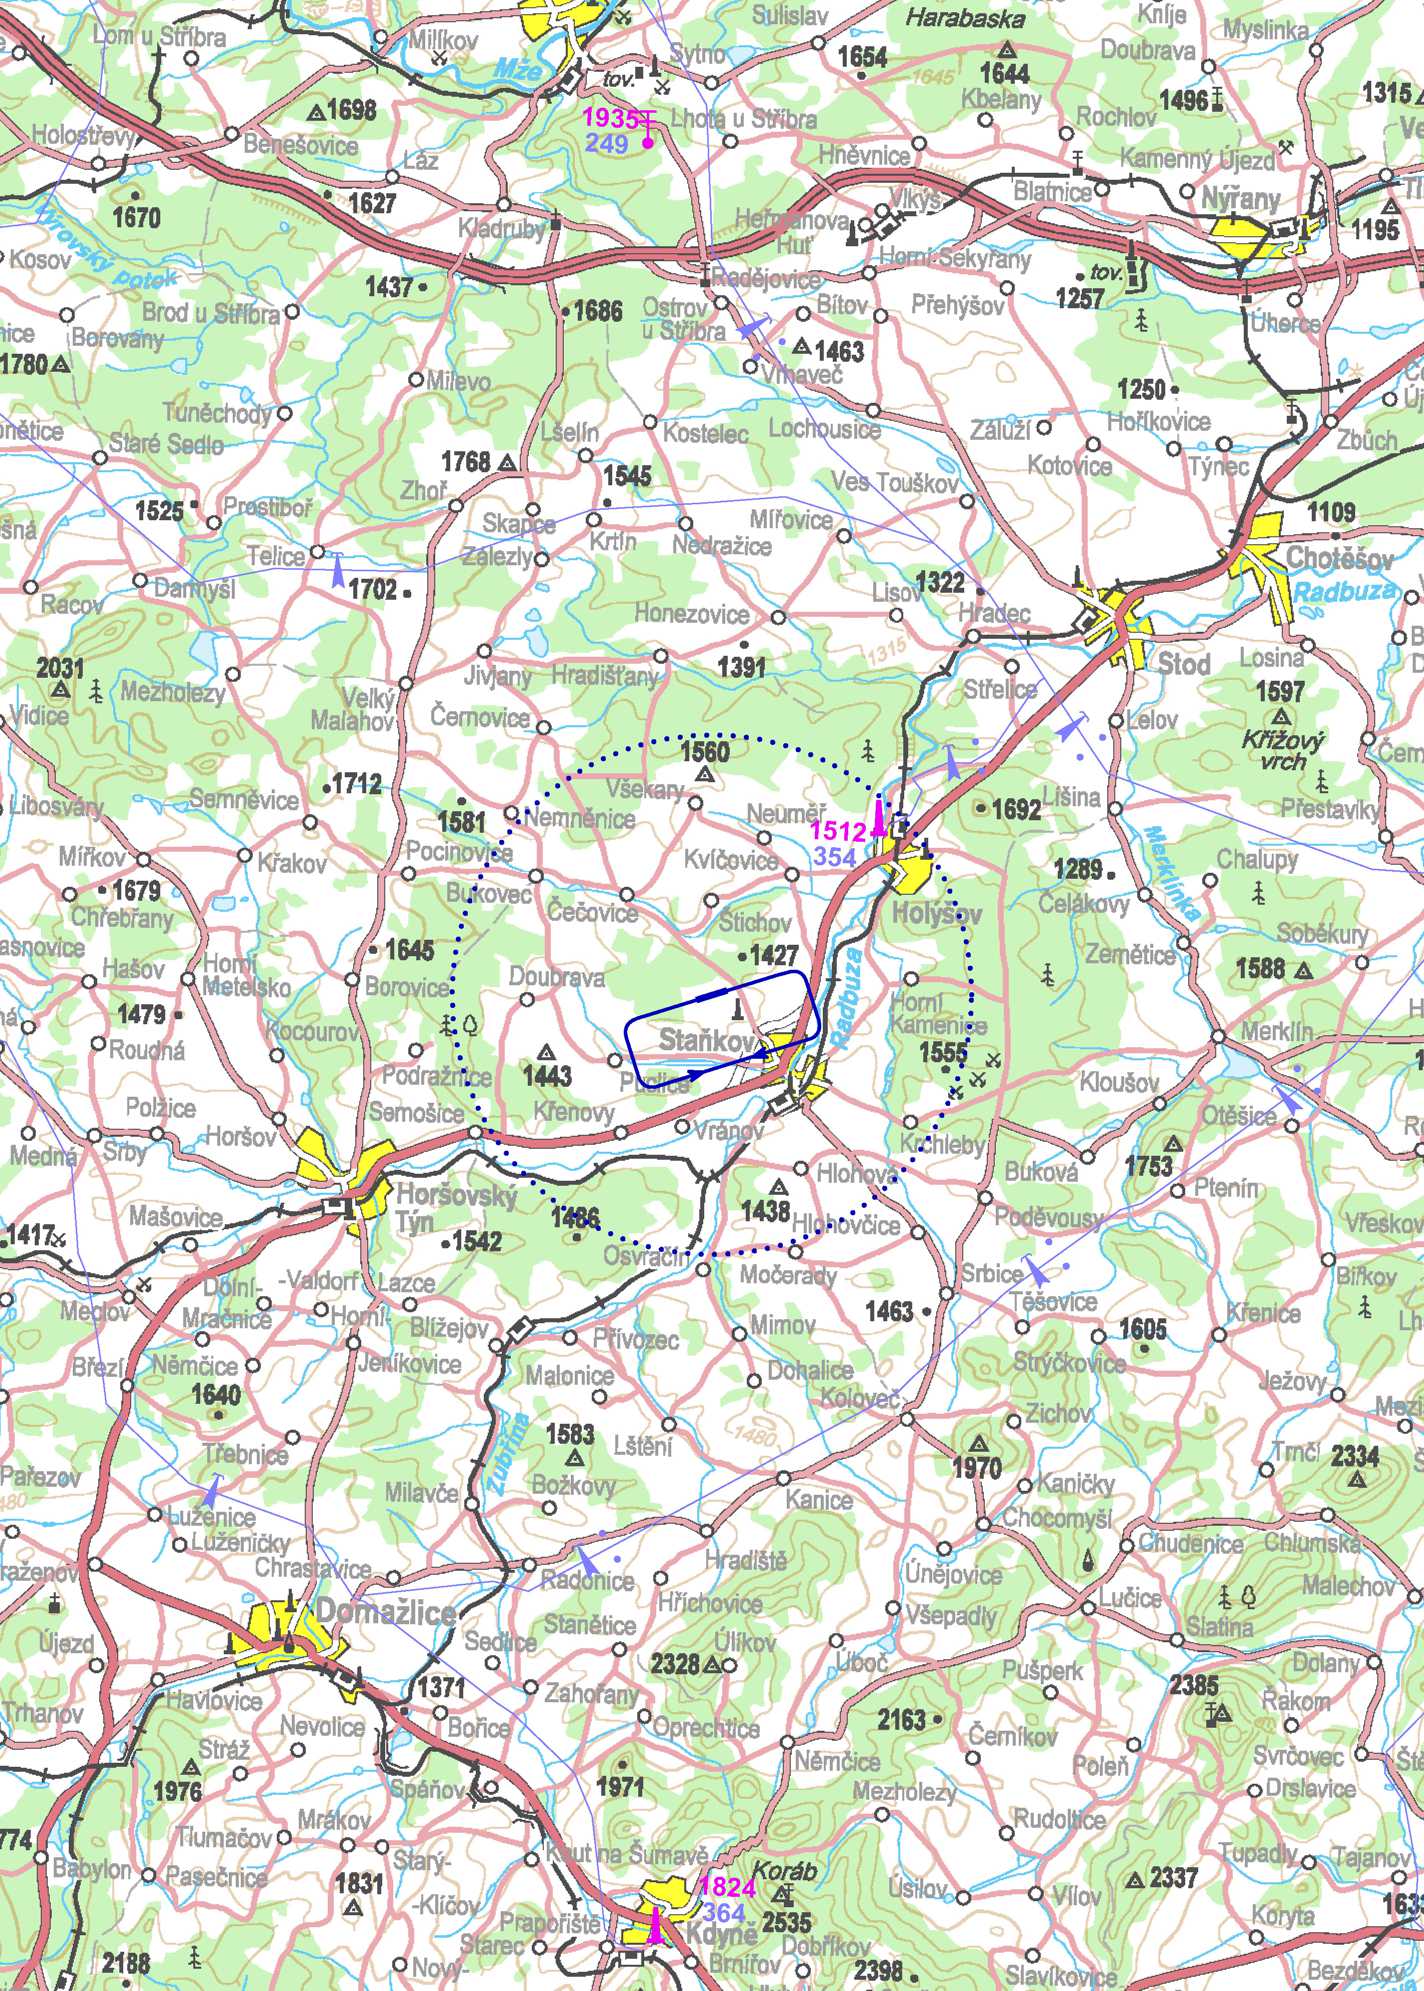 Harabaska
Sulislav
Kníje
Myslinka
Lom u Stříbra
Milíkov
Doubrava
Sytno
1654
1644
Mže
tov.
1645
Kbelany
1496
1315
1698
1935
Lhota u Stříbra
Rochlov
249
Holostřevy
Benešovice
Láz
Hněvnice
Kamenný Újezd
Blatnice
Nýřany
Vlkýš
1670
1627
Heřmanova
Huť
Kladruby
1195
Kosov
Horní Sekyřany
tov.
Radějovice
1437
1257
Brod u Stříbra
1686
Ostrov
u Stříbra
Bítov
Přehýšov
Úherce
Borovany
1463
1780
Vrhaveč
Milevo
1250
Tuněchody
Hoříkovice
Lšelín
Kostelec
Lochousice
Záluží
Zbůch
Staré Sedlo
1768
Kotovice
Týnec
1545
Ves Touškov
Zhoř
1525
Prostiboř
Skapce
Mířovice
1109
Krtín
Nedražice
Telice
Zálezly
Chotěšov
Darmyšl
1702
1322
Radbuza
Racov
Honezovice
Lisov
Hradec
1315
2031
1391
Stod
Losina
Mezholezy
Jivjany
Hradišťany
Velký
Malahov
Střelice
1597
Vidice
Černovice
Lelov
Křížový
vrch
1560
1712
Všekary
Libosváry
Semněvice
1581
Nemněnice
Neuměř
1692
Líšina
Přestavlky
1512
354
Mířkov
Křakov
Pocinovice
Kvíčovice
Merklínka
Chalupy
1679
1289
Chřebřany
Bukovec
Čečovice
Čelákovy
Štichov
Holýšov
Soběkury
1645
1427
Zemětice
Hašov
Horní
Metelsko
Doubrava
1588
Borovice
Radbuza
Horní
Kamenice
1479
Kocourov
Staňkov
Merklín
Roudná
1555
1443
Puclice
Podražnice
Kloušov
Polžice
Semošice
Křenovy
Otěšice
Horšov
Vránov
Medná
Srby
Krchleby
Hlohová
Buková
1753
Horšovský
Týn
Ptenín
1438
Mašovice
1486
Hlohovčice
Poděvousy
1417
1542
Osvračín
Močerady
Srbice
Bířkov
Dolní-
Mračnice
-Valdorf
Lazce
Medov
Horní-
Blížejov
1463
Těšovice
Křenice
Přívozec
Mimov
1605
Březí
Němčice
Jeníkovice
Malonice
Dohalice
Strýčkovice
1640
Koloveč
Ježovy
Zichov
Zubřina
1583
Lštění
1480
Třebnice
1970
Trnčí
2334
Pařezov
Milavče
Božkovy
Kaničky
Kanice
Luženice
Luženičky
Chocomyšl
Chudenice
Chlumská
Chrastavice
Hradiště
Radonice
Únějovice
Malechov
Hříchovice
Lučice
Domažlice
Stanětice
Všepadly
Slatina
Újezd
Sedlice
Úlíkov
2328
Úboč
Pušperk
Dolany
Havlovice
1371
Zahořany
2385
Řakom
Trhanov
Nevolice
Bořice
Oprechtice
2163
Černíkov
Stráž
Němčice
Poleň
Svrčovec
1976
Spáňov
1971
Drslavice
Mezholezy
Mrákov
Rudoltice
Tlumačov
Kout na Šumavě
Tupadly
Babylon
Pasečnice
Starý-
Tajanov
1831
-Klíčov
1824
Koráb
Úsilov
Vílov
2337
364
2535
Prapořiště
Kdyně
Koryta
Starec
Dobříkov
2188
Nový-
Brnířov
2398
Slavíkovice
Bezděkov